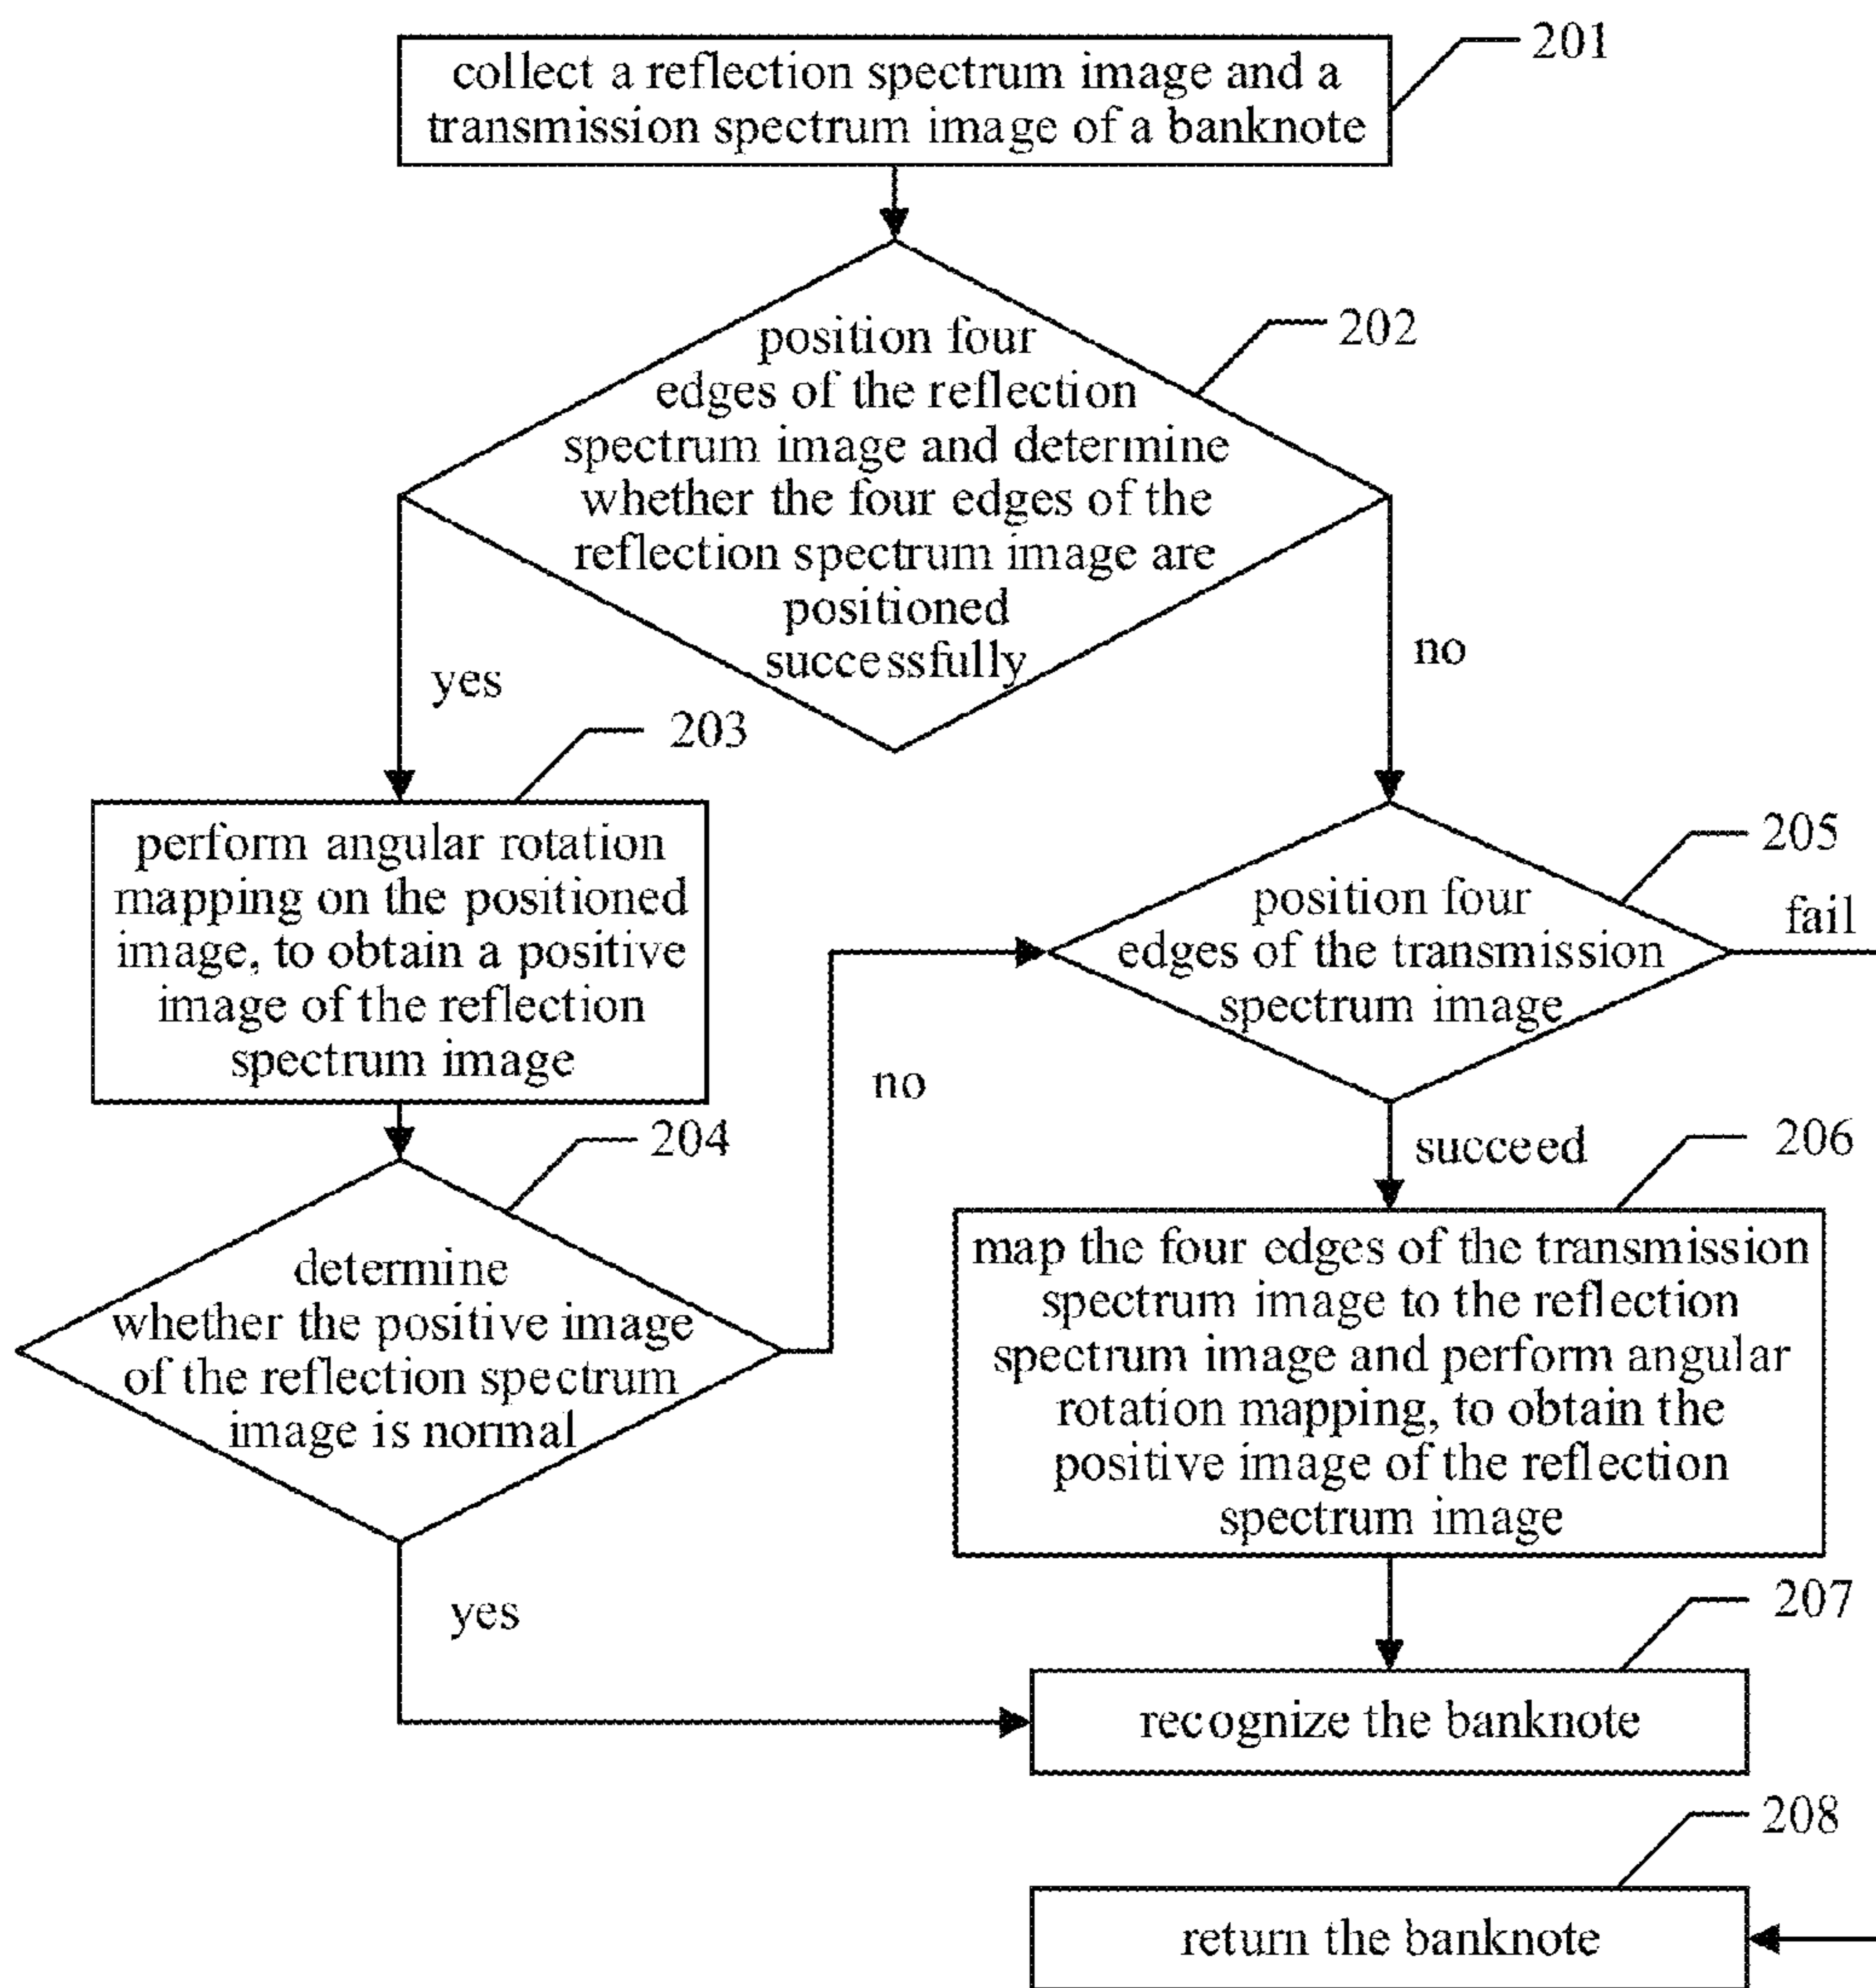 201
collect a reflection spectrum image and a
transmission spectrum image of a banknote
202
position four
edges of the reflection
spectrum image and determine
whether the four edges of the
reflection spectrum image are
positioned
successfully
yes
no
203
perform angular rotation
mapping on the positioned
image, to obtain a positive
image of the reflection
spectrum image
205
position four
edges of the transmission
spectrum image
fail
no
succeed
204
determine
whether the positive image
of the reflection spectrum
image is normal
yes
206
map the four edges of the transmission
spectrum image to the reflection
spectrum image and perform angular
rotation mapping, to obtain the
positive image of the reflection
spectrum image
207
recognize the banknote
208
return the banknote